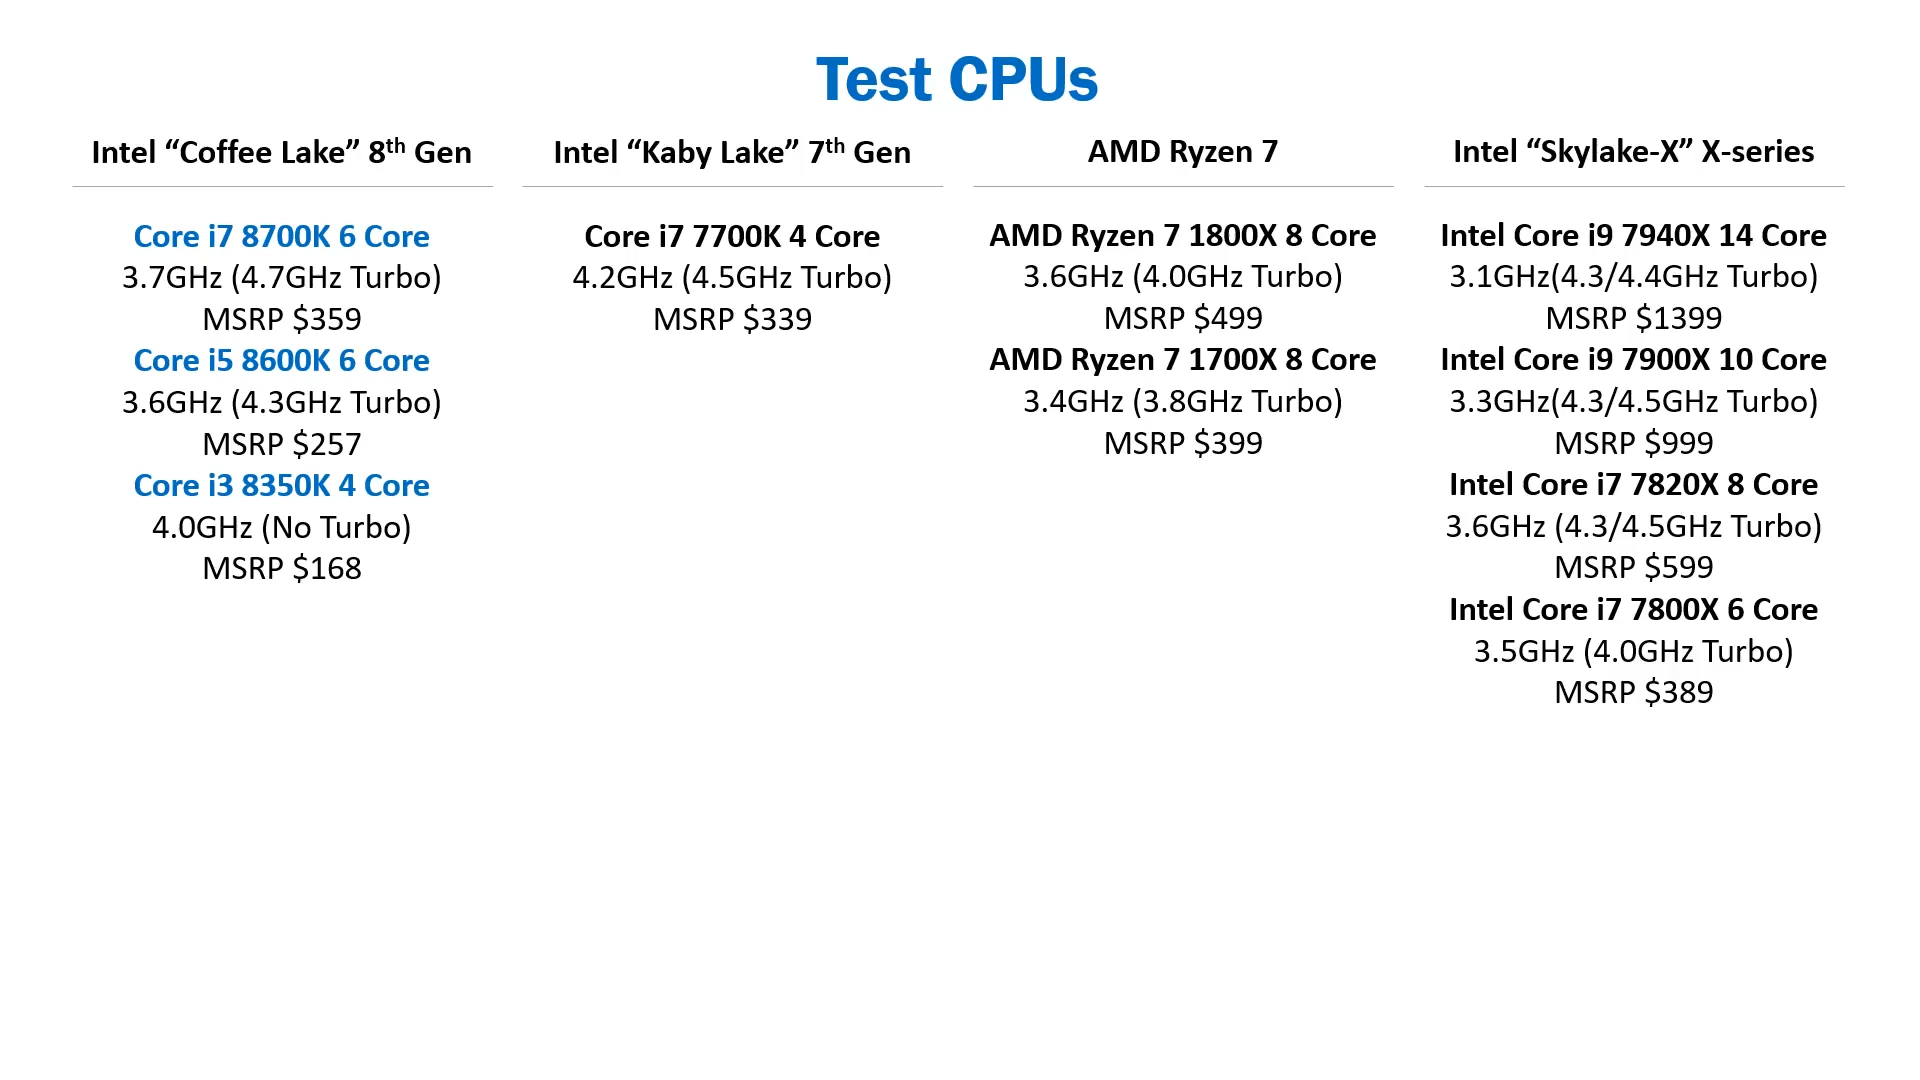 Test CPUs
Intel “Coffee Lake” 8th Gen
Core i7 8700K 6 Core
3.7GHz (4.7GHz Turbo)
MSRP $359
Core i5 8600K 6 Core
3.6GHz (4.3GHz Turbo)
MSRP $257
Core i3 8350K 4 Core
4.0GHz (No Turbo)
MSRP $168
Intel “Kaby Lake” 7th Gen
Core i7 7700K 4 Core
4.2GHz (4.5GHz Turbo)
MSRP $339
AMD Ryzen 7
AMD Ryzen 7 1800X 8 Core
3.6GHz (4.0GHz Turbo)
MSRP $499
AMD Ryzen 7 1700X 8 Core
3.4GHz (3.8GHz Turbo)
MSRP $399
Intel “Skylake-X” X-series
Intel Core i9 7940X 14 Core
3.1GHz(4.3/4.4GHz Turbo)
MSRP $1399
Intel Core i9 7900X 10 Core
3.3GHz(4.3/4.5GHz Turbo)
MSRP $999
Intel Core i7 7820X 8 Core
3.6GHz (4.3/4.5GHz Turbo)
MSRP $599
Intel Core i7 7800X 6 Core
3.5GHz (4.0GHz Turbo)
MSRP $389